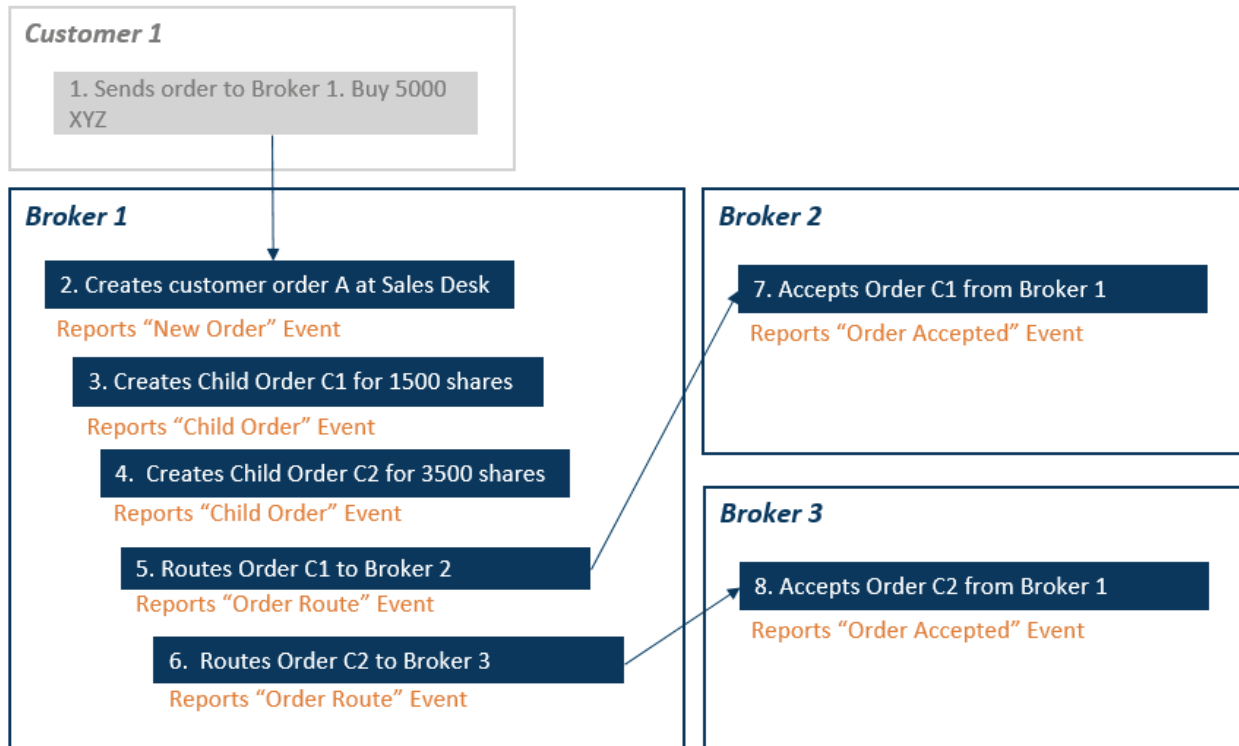 Customer 1
1. Sends order to Broker 1. Buy 5000
XYZ
Broker 1
2. Creates customer order A at Sales Desk
Reports “New Order” Event
3. Creates Child Order C1 for 1500 shares
Reports “Child Order” Event
4. Creates Child Order C2 for 3500 shares
Reports “Child Order” Event
5. Routes Order C1 to Broker 2
Reports “Order Route” Event
6. Routes Order C2 to Broker 3
Reports “Order Route” Event
Broker 2
7. Accepts Order C1 from Broker 1
Reports “Order Accepted” Event
Broker 3
8. Accepts Order C2 from Broker 1
Reports “Order Accepted” Event